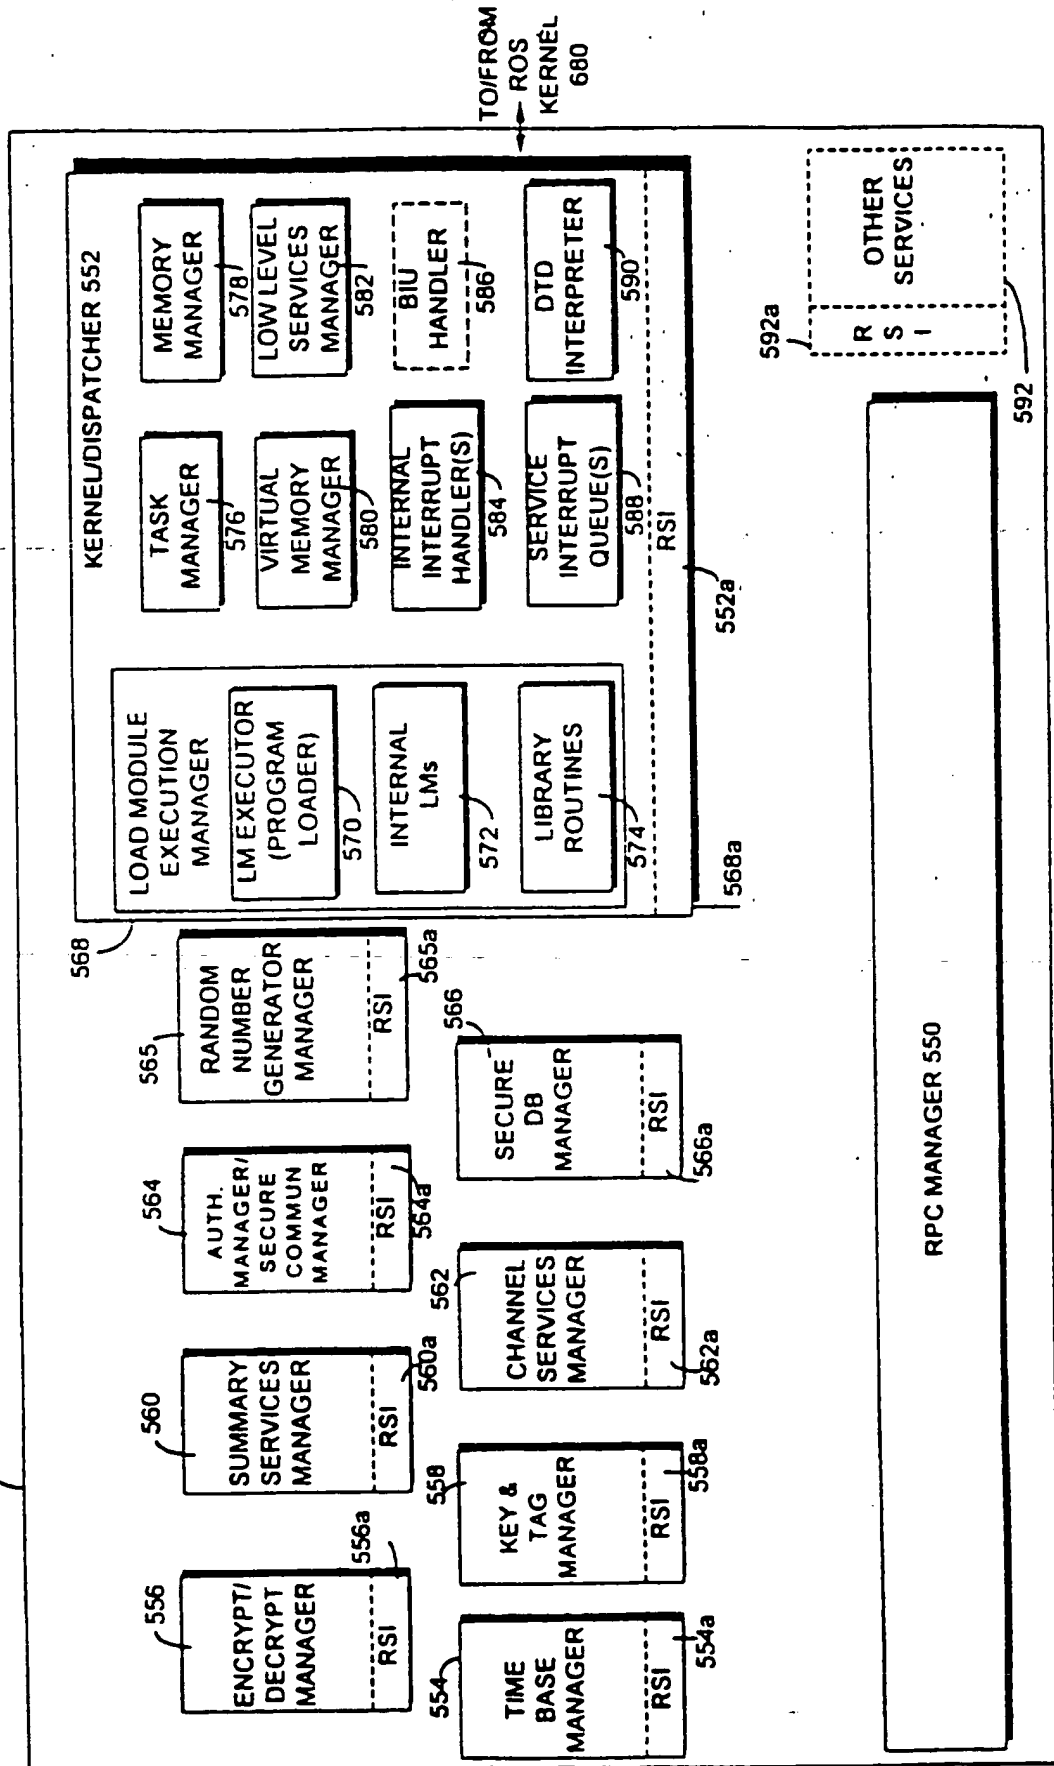 KERNEL/DISPATCHER 552
TO/FROM
ROS
KERNEL
680
568
LOAD MODULE
EXECUTION
MANAGER
LM EXECUTOR
(PROGRAM
LOADER)
570
INTERNAL
LMs
572
LIBRARY
ROUTINES
574
568a
TASK
MANAGER
576
MEMORY
MANAGER
578
VIRTUAL
MEMORY
MANAGER
580
LOW LEVEL
SERVICES
MANAGER
582
INTERNAL
INTERRUPT
HANDLER(S)
584
BIU
HANDLER
586
SERVICE
INTERRUPT
QUEUE(S)
588
DTD
INTERPRETER
590
RSI
552a
556
ENCRYPT/
DECRYPT
MANAGER
RSI
556a
560
SUMMARY
SERVICES
MANAGER
RSI
560a
564
AUTH.
MANAGER/
SECURE
COMMUN
MANAGER
RSI
564a
565
RANDOM
NUMBER
GENERATOR
MANAGER
RSI
565a
554
TIME
BASE
MANAGER
RSI
554a
558
KEY &
TAG
MANAGER
RSI
558a
562
CHANNEL
SERVICES
MANAGER
RSI
562a
566
SECURE
DB
MANAGER
RSI
566a
592a
RSI
OTHER
SERVICES
592
RPC MANAGER 550